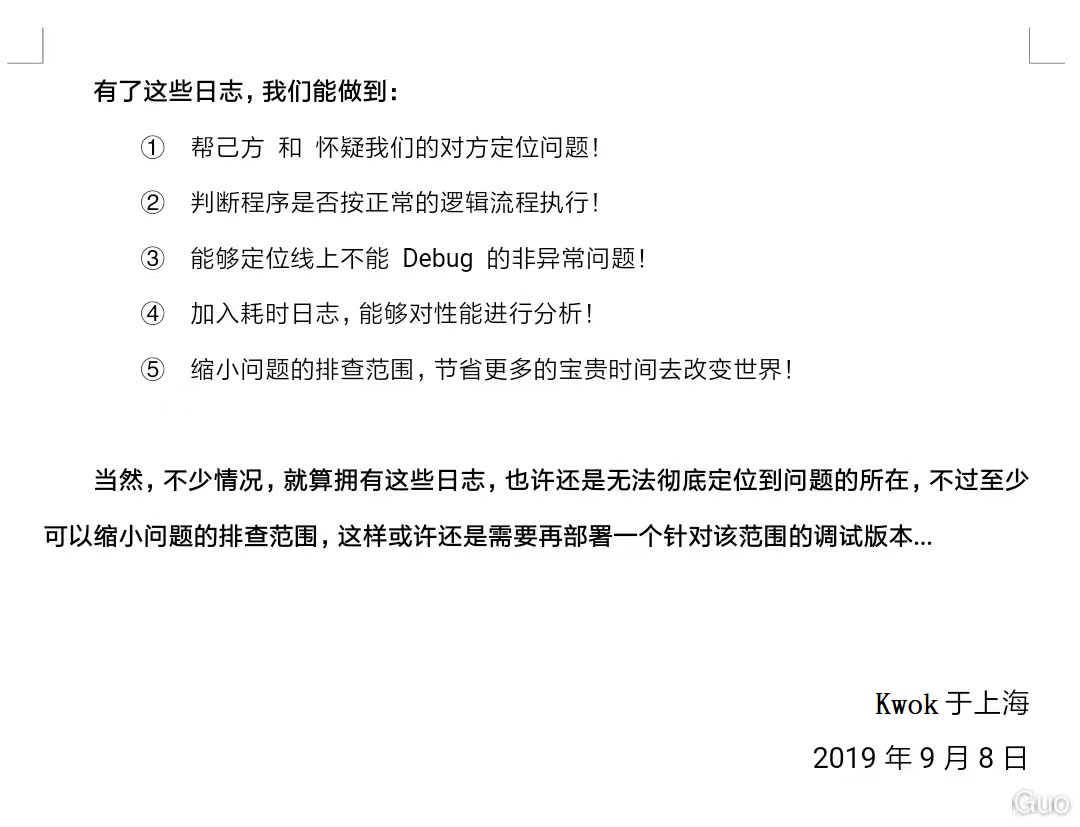 有了这些日志，我们能做到：
① 帮己方 和 怀疑我们的对方定位问题！
② 判断程序是否按正常的逻辑流程执行！
③ 能够定位线上不能 Debug 的非异常问题！
④ 加入耗时日志，能够对性能进行分析！
⑤ 缩小问题的排查范围，节省更多的宝贵时间去改变世界！
当然，不少情况，就算拥有这些日志，也许还是无法彻底定位到问题的所在，不过至少
可以缩小问题的排查范围，这样或许还是需要再部署一个针对该范围的调试版本...
Kwok 于上海
2019 年 9 月 8 日
Guo